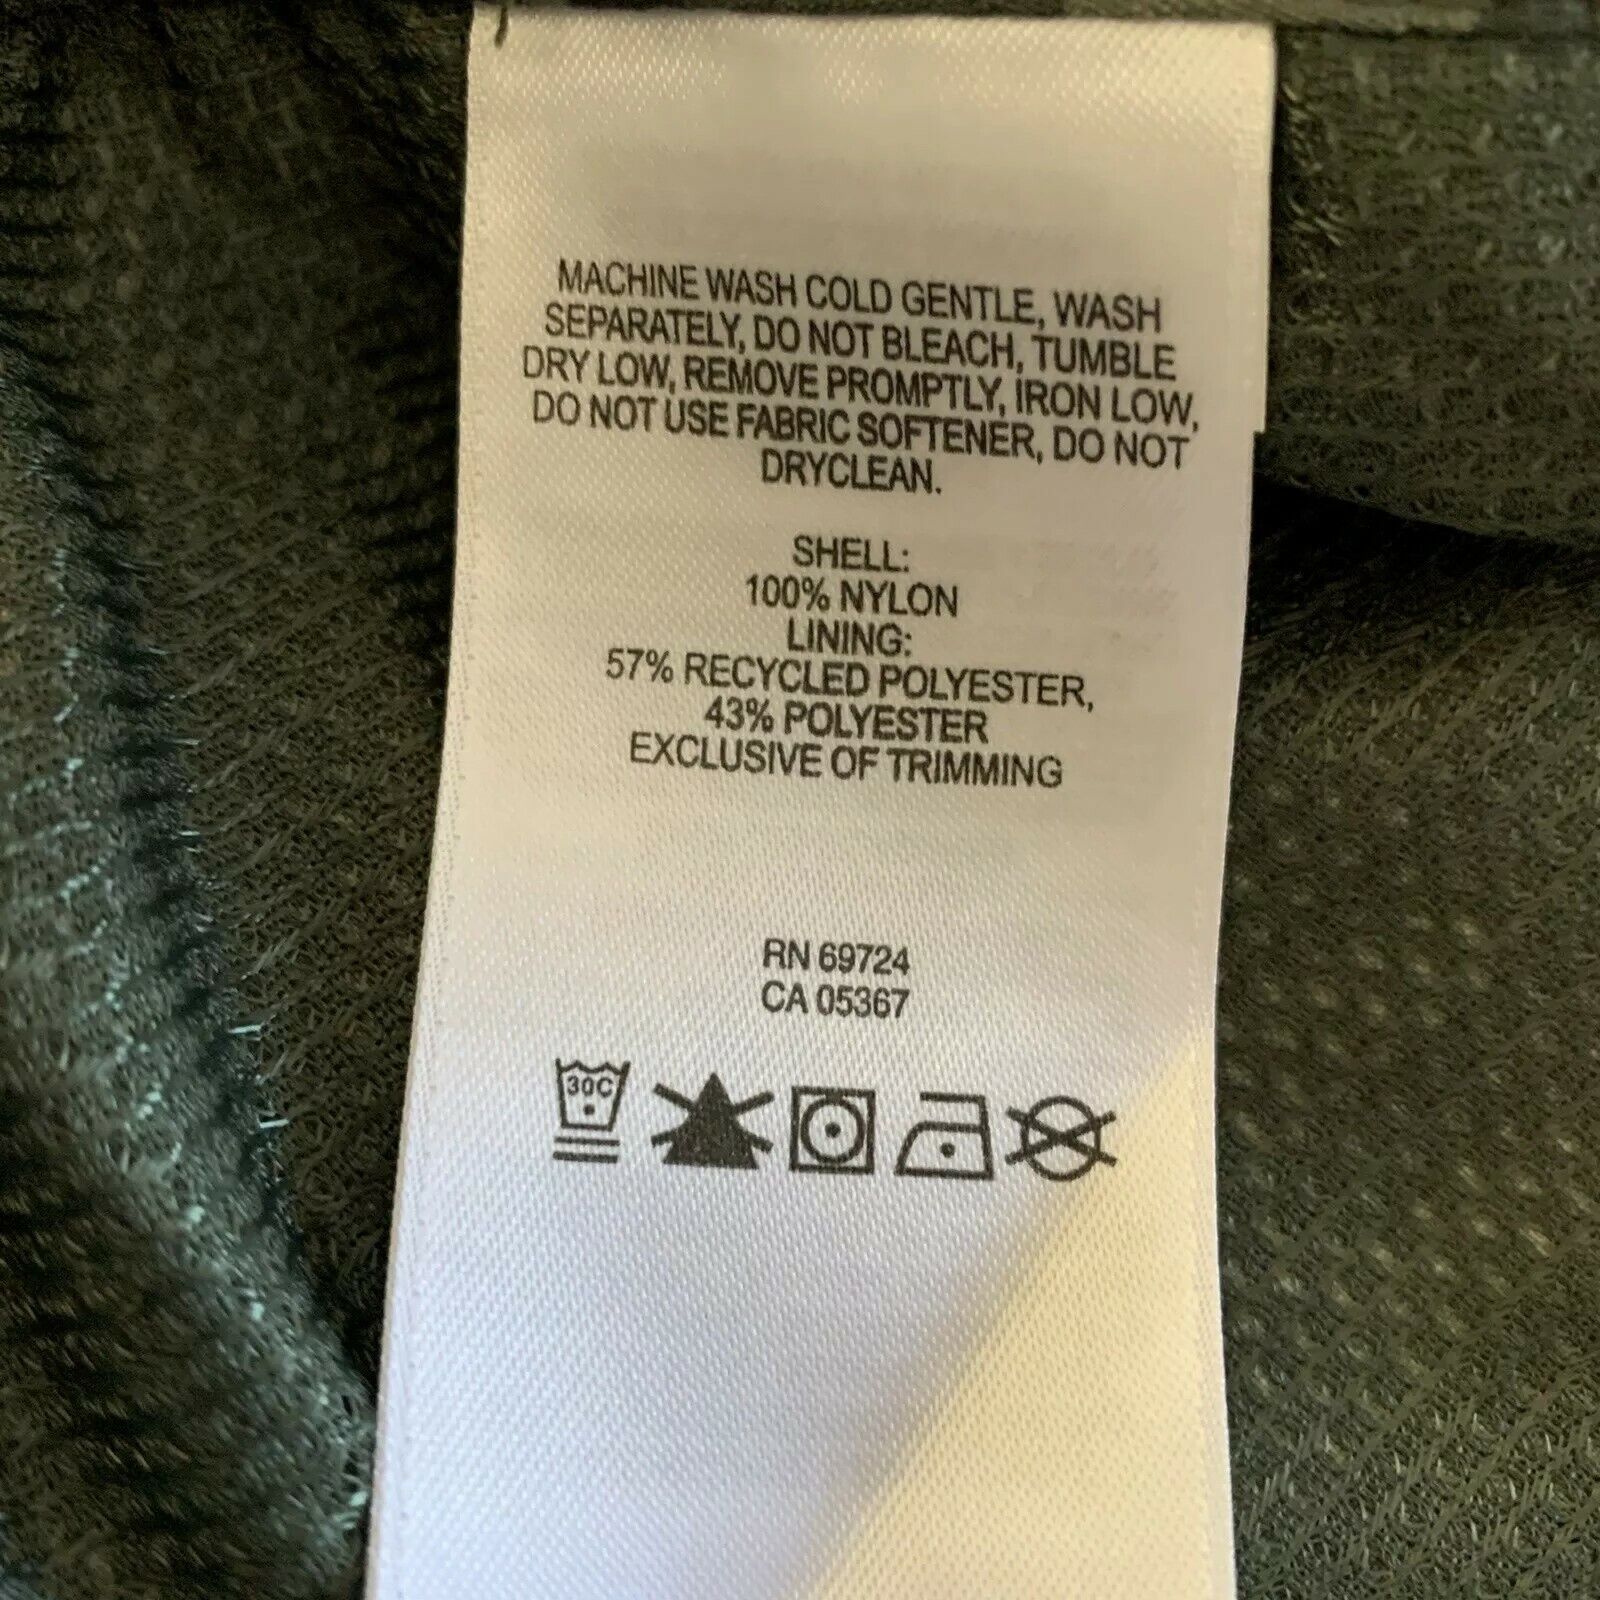 MACHINE WASH COLD GENTLE, WASH
SEPARATELY, DO NOT BLEACH, TUMBLE
DRY LOW, REMOVE PROMPTLY, IRON LOW,
DO NOT USE FABRIC SOFTENER, DO NOT
DRYCLEAN.
SHELL:
100% NYLON
LINING:
57% RECYCLED POLYESTER,
43% POLYESTER
EXCLUSIVE OF TRIMMING
RN 69724
CA 05367
30C